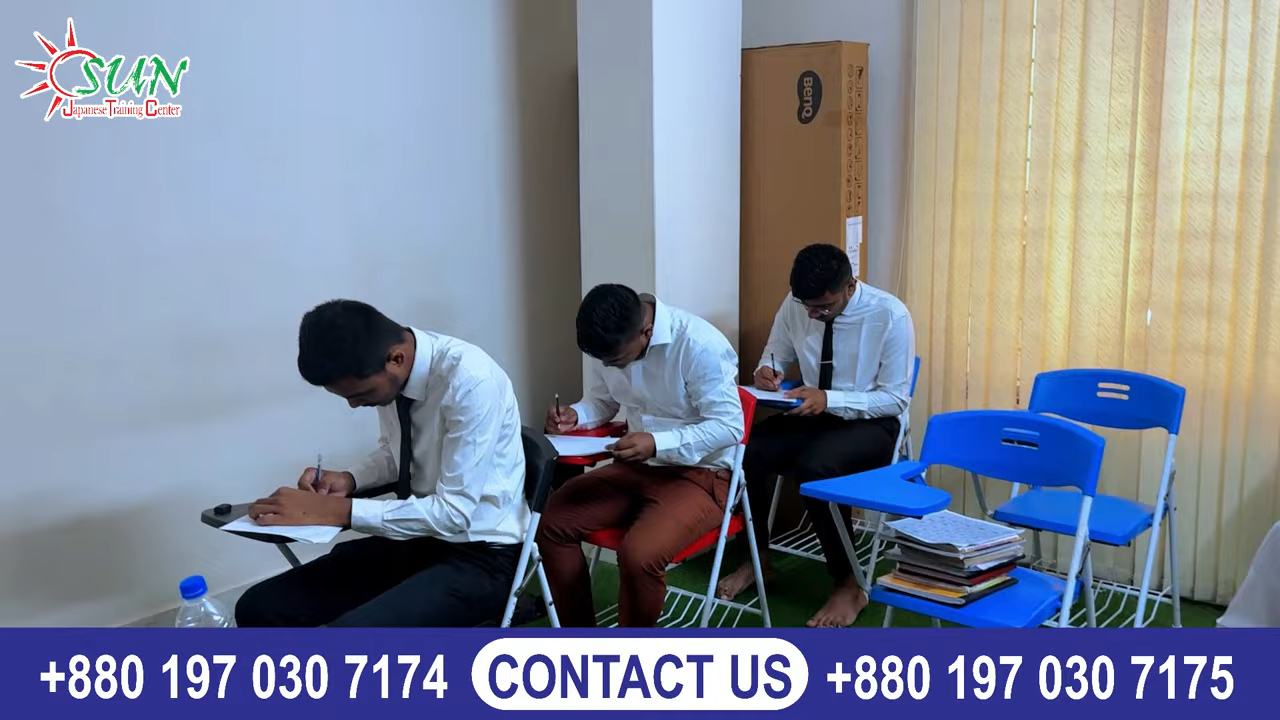 SUN
Japanese Training Center
BenQ
+880 197 030 7174
CONTACT US
+880 197 030 7175